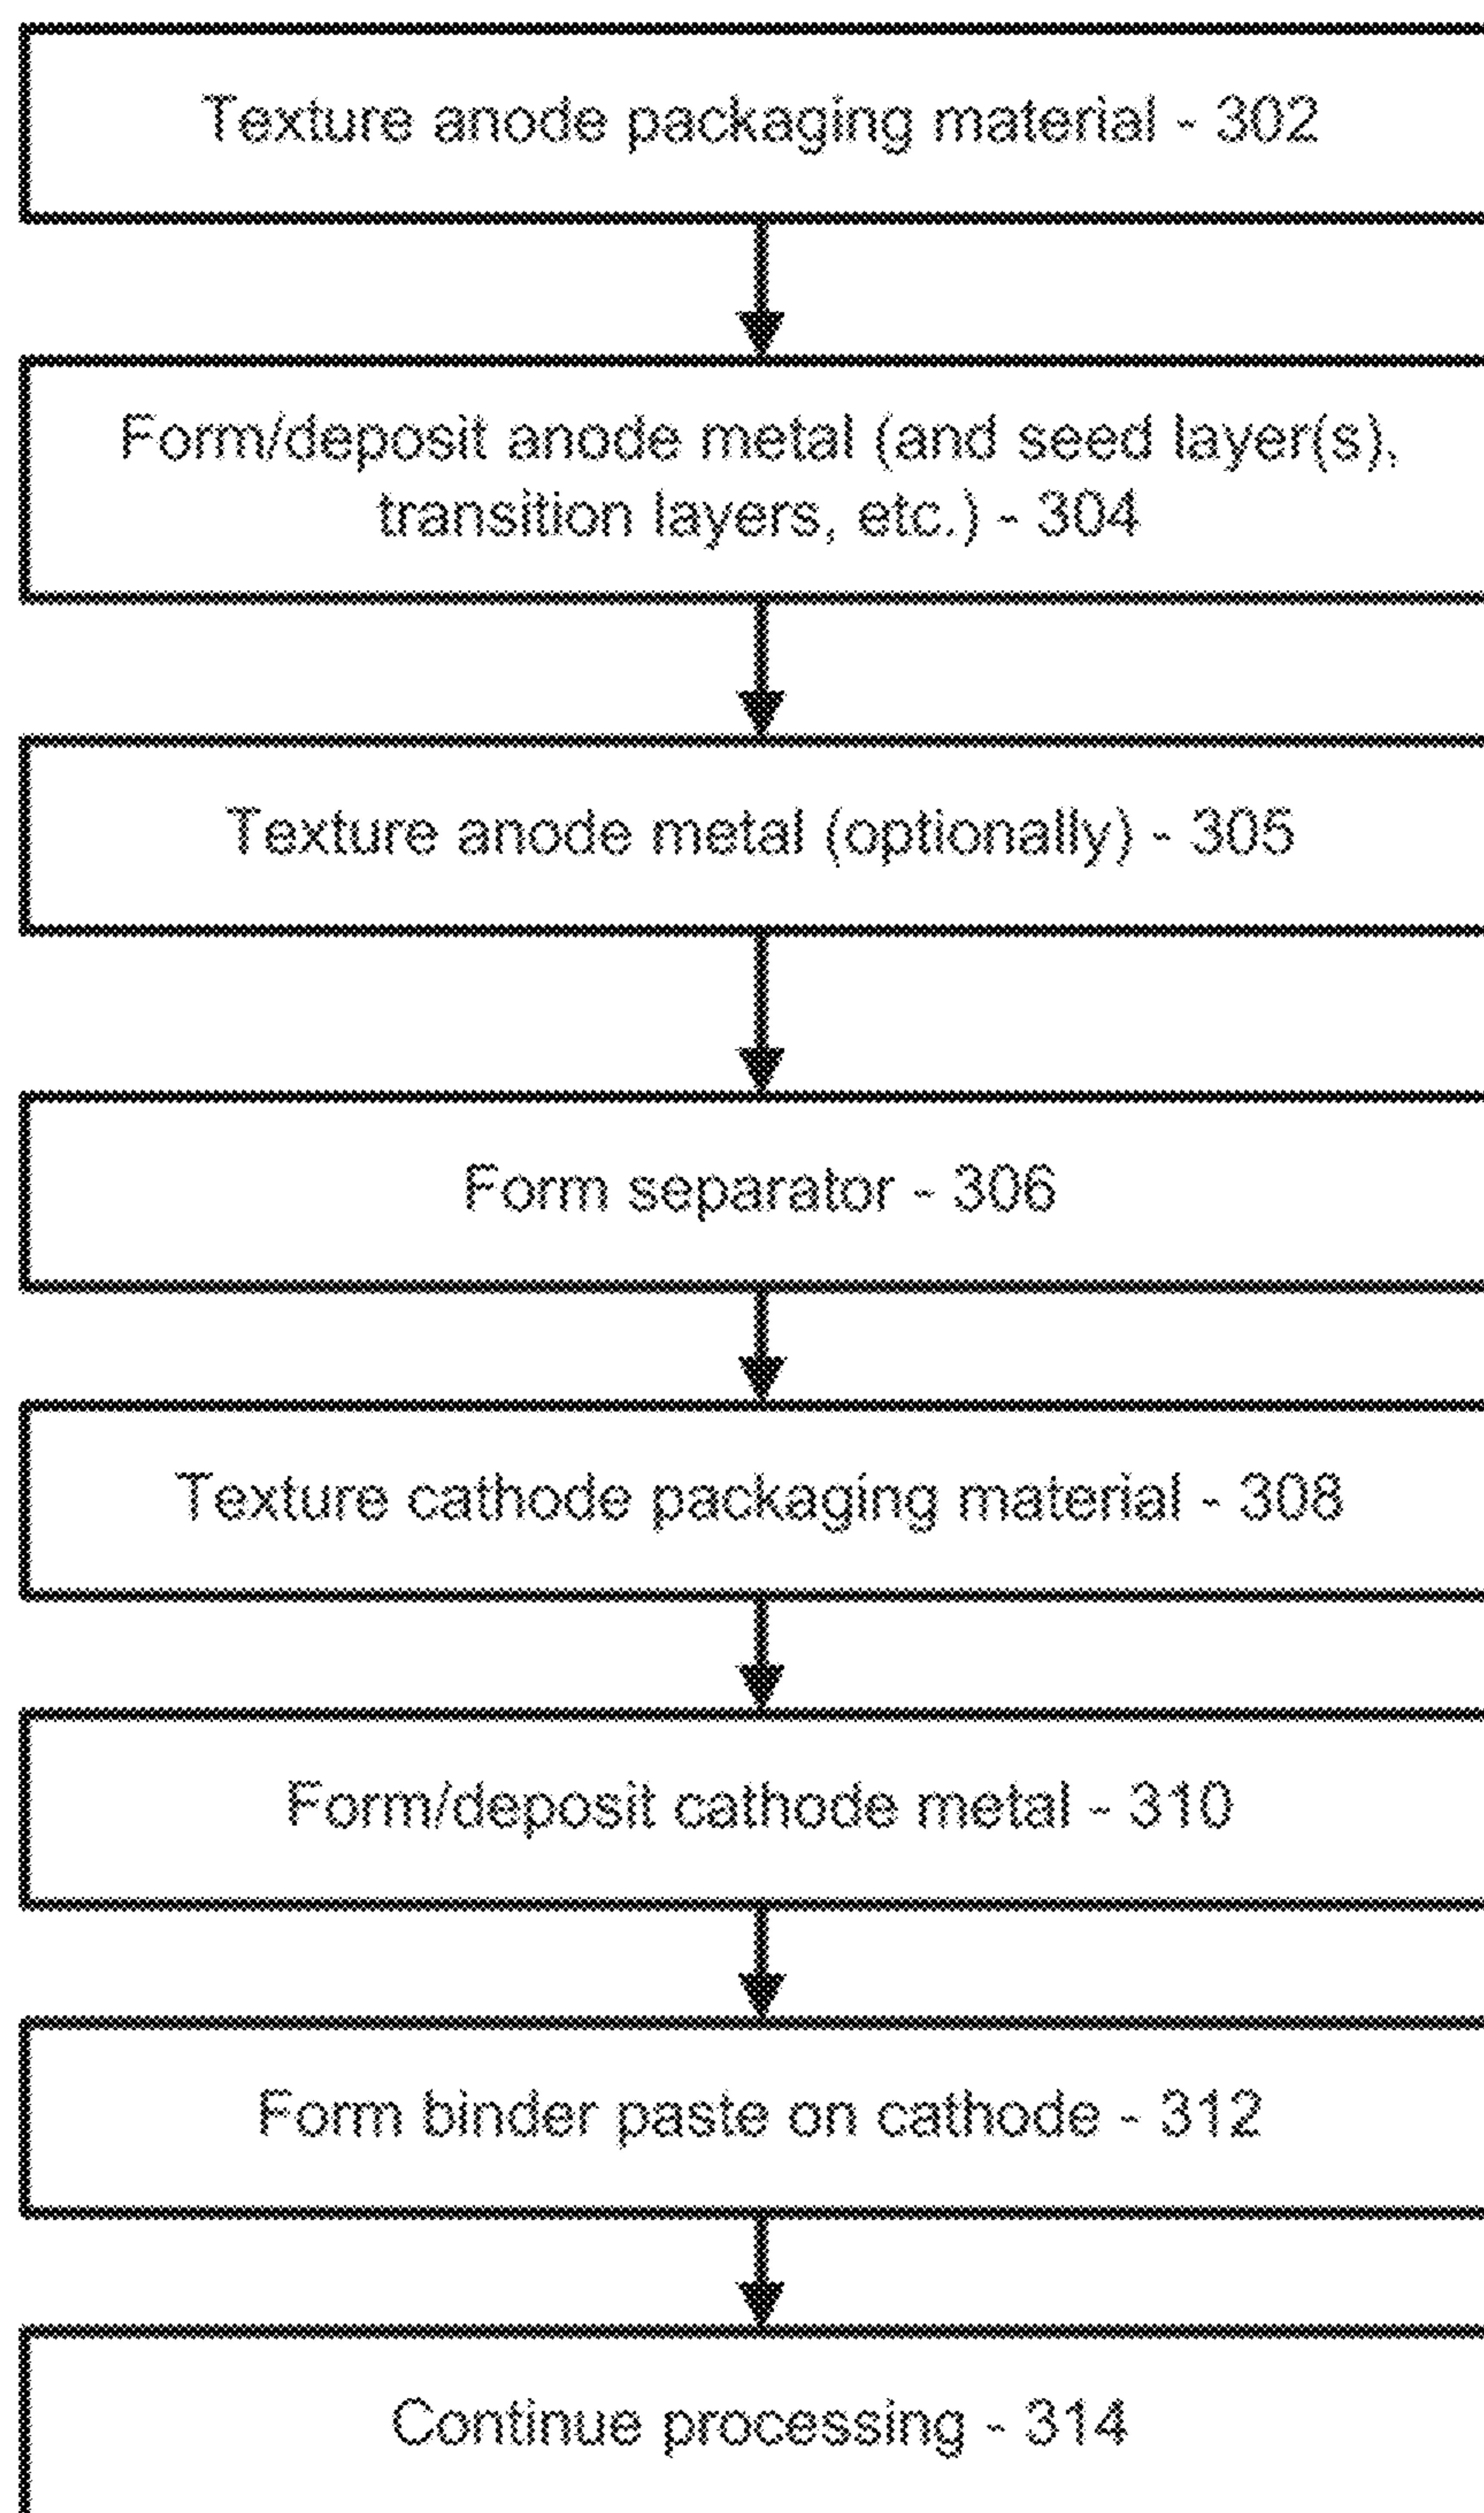 Texture anode packaging material - 302
Form/deposit anode metal (and seed layer(s),
transition layers, etc.) - 304
Texture anode metal (optionally) - 305
Form separator - 306
Texture cathode packaging material - 308
Form/deposit cathode metal - 310
Form binder paste on cathode - 312
Continue processing - 314